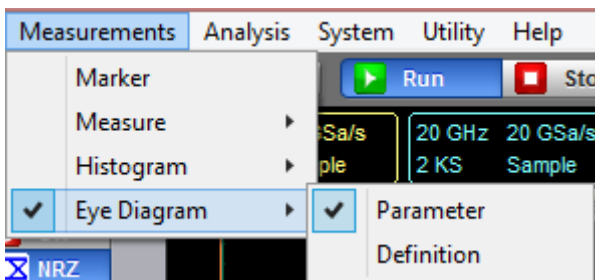 Measurements Analysis System Utility Help
Marker
Run
Measure
GSa/s 20 GHz 20 GSa/s
Histogram
ple 2 KS Sample
Eye Diagram
Parameter
Definition
NRZ